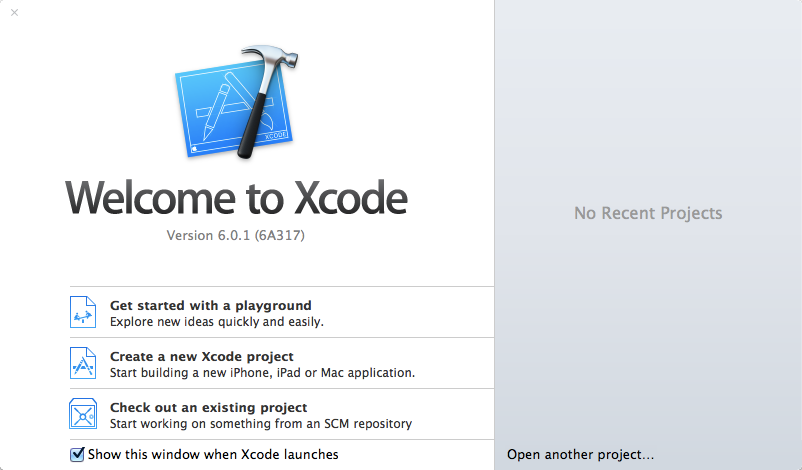 XCODE
Welcome to Xcode
Version 6.0.1 (6A317)
Get started with a playground
Explore new ideas quickly and easily.
Create a new Xcode project
Start building a new iPhone, iPad or Mac application.
Check out an existing project
Start working on something from an SCM repository
Show this window when Xcode launches
No Recent Projects
Open another project...